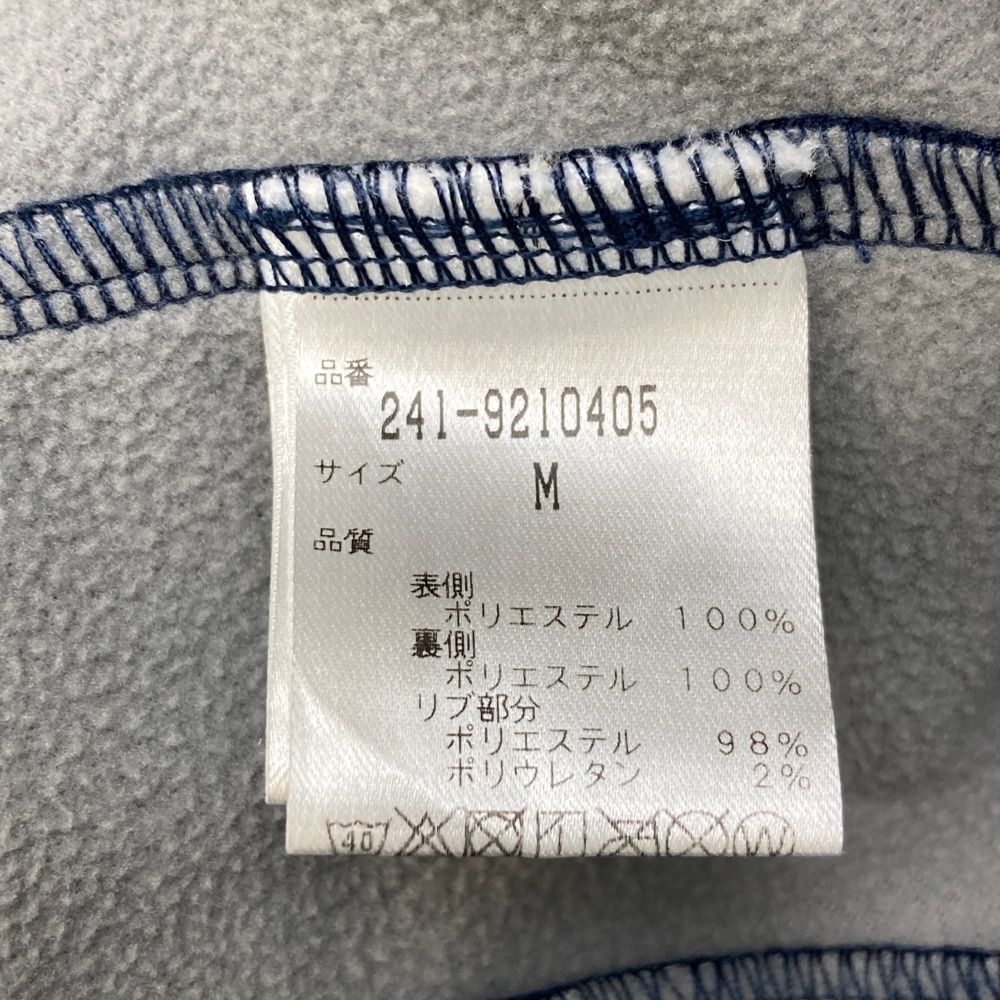 品番
241-9210405
サイズ M
品質
表側
ポリエステル 100%
裏側
ポリエステル 100%
リブ部分
ポリエステル 98%
ポリウレタン 2%
40
W